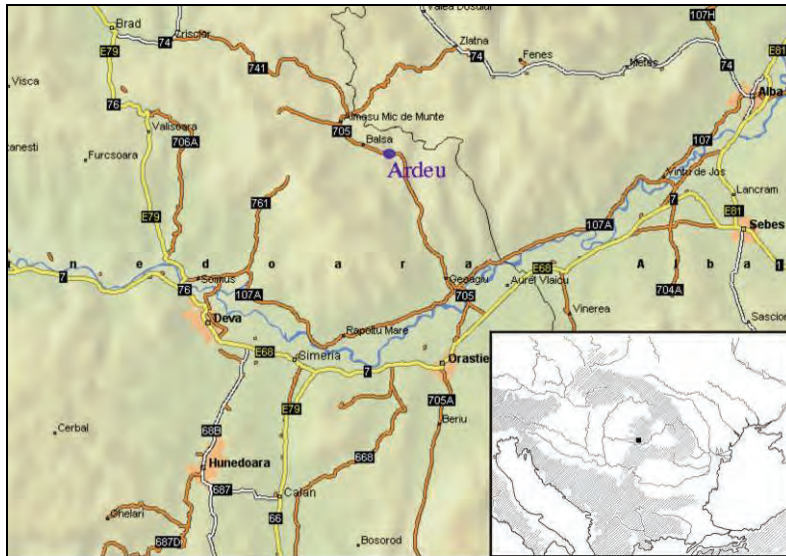 Valea Dosului
107H
Brad
E79
74
Criscior
Zlatna
Fenes
Metes
74
E81
741
Visca
Alba
76
Valisoara
Almasu Mic de Munte
705
Balsa
706A
107
Furcsoara
Ardeu
Vintu de Jos
7
Lancram
761
E79
107A
E81
Sebes
n e d o a r a
A l b a
7
Soimus
Geoagiu
E68
1
76
107A
705
Aurel Vlaicu
704A
Deva
Rapoltu Mare
Vinerea
Sascior
E68
Simeria
7
Orastie
E79
705A
Cerbal
Beriu
68B
668
Hunedoara
687
Calan
66
Ghelari
687D
Bosorod